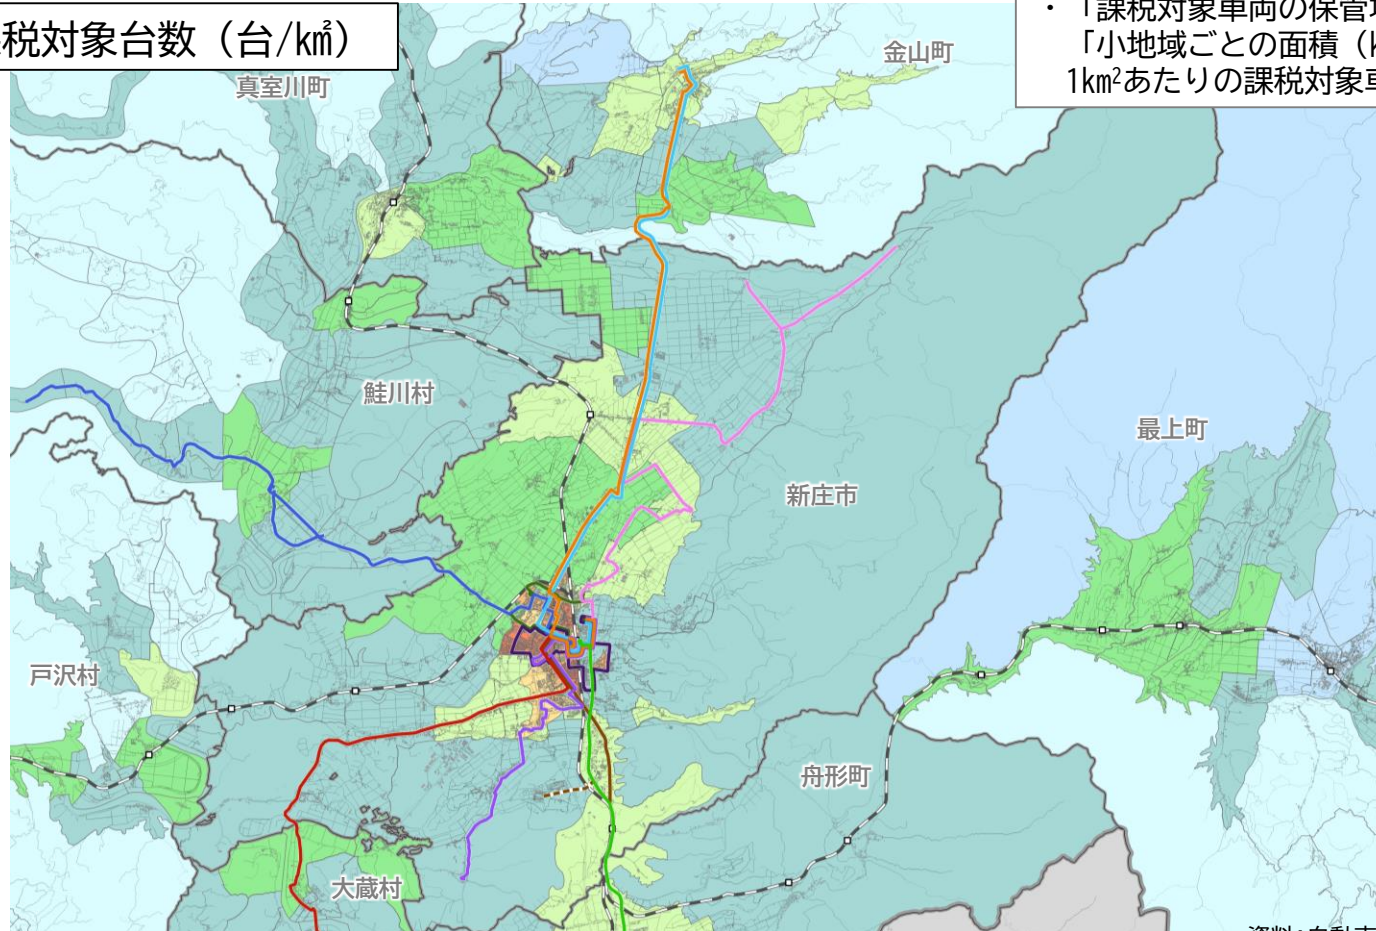 税対象台数（台/k㎡）
・「課税対象車両の保管場
「小地域ごとの面積（k
1km²あたりの課税対象車
金山町
真室川町
鮭川村
最上町
新庄市
戸沢村
舟形町
大蔵村
資料：自動車